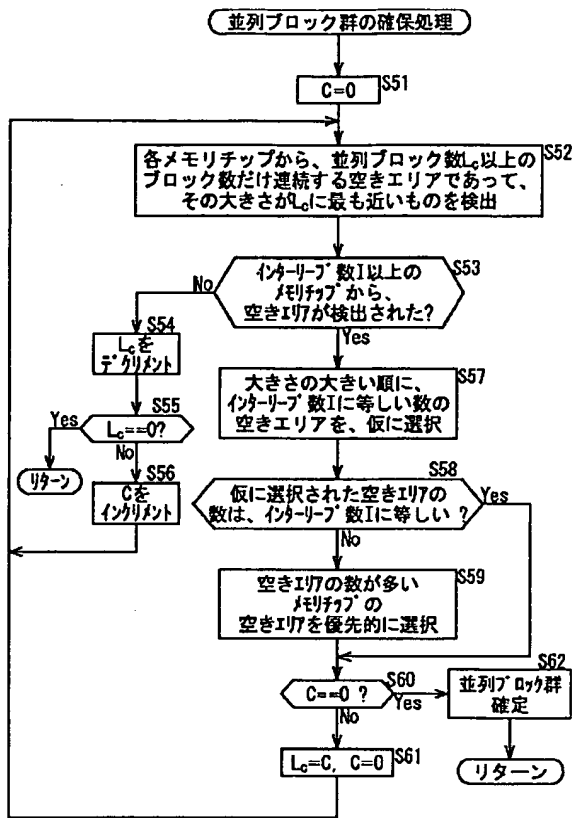 並列ブロック群の確保処理
S51
C=0
S52
各メモリチップから、並列ブロック数Lc以上の
ブロック数だけ連続する空きエリアであって、
その大きさがLcに最も近いものを検出
S53
インターリーブ数I以上の
メモリチップから、
空きエリアが検出された?
No
Yes
S54
Lcを
デクリメント
S55
Lc==0?
Yes
No
リターン
S56
Cを
インクリメント
S57
大きさの大きい順に、
インターリーブ数Iに等しい数の
空きエリアを、仮に選択
S58
仮に選択された空きエリアの
数は、インターリーブ数Iに等しい?
Yes
No
S59
空きエリアの数が多い
メモリチップの
空きエリアを優先的に選択
S60
C==0?
Yes
No
S61
Lc=C, C=0
S62
並列ブロック群
確定
リターン